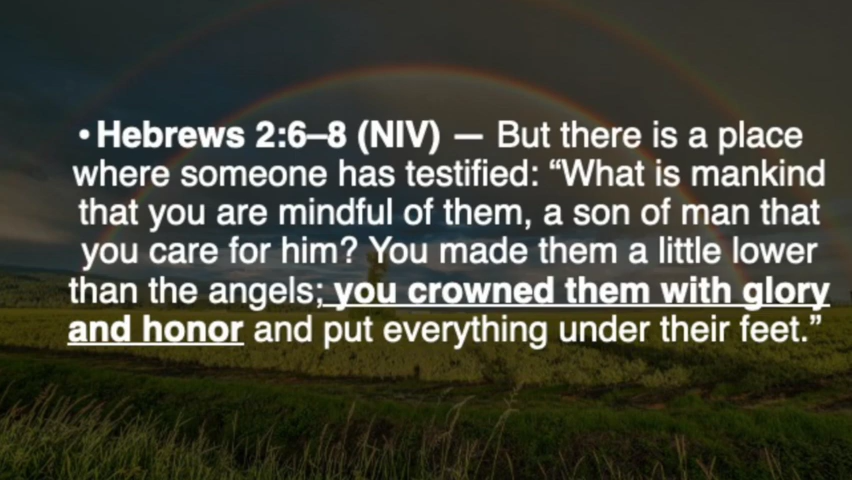 • Hebrews 2:6–8 (NIV) — But there is a place
where someone has testified: “What is mankind
that you are mindful of them, a son of man that
you care for him? You made them a little lower
than the angels; you crowned them with glory
and honor and put everything under their feet.”